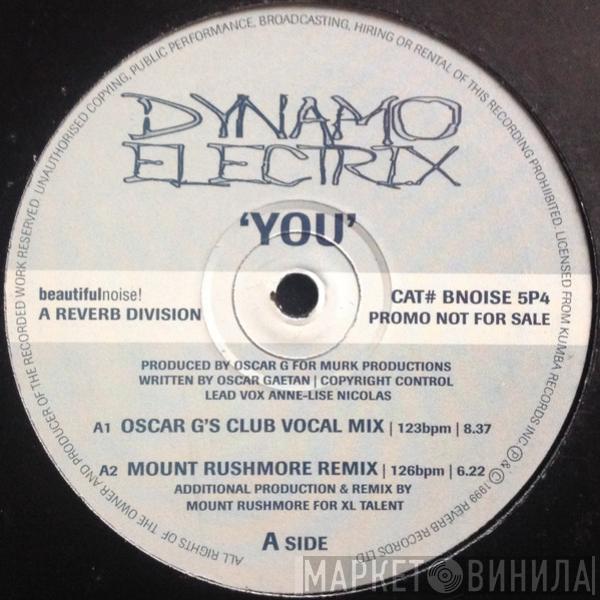 ALL RIGHTS OF THE OWNER AND PRODUCER OF THE RECORDED WORK RESERVED. UNAUTHORISED COPYING, PUBLIC PERFORMANCE, BROADCASTING, HIRING OR RENTAL OF THIS RECORDING PROHIBITED. LICENSED FROM KUMBA RECORDS INC Ⓟ & © 1999 REVERB RECORDS LTD
DYNAMO
ELECTRIX
'YOU'
beautifulnoise!
A REVERB DIVISION
CAT# BNOISE 5P4
PROMO NOT FOR SALE
PRODUCED BY OSCAR G FOR MURK PRODUCTIONS
WRITTEN BY OSCAR GAETAN | COPYRIGHT CONTROL
LEAD VOX ANNE-LISE NICOLAS
A1 OSCAR G'S CLUB VOCAL MIX | 123bpm | 8.37
A2 MOUNT RUSHMORE REMIX | 126bpm | 6.22
ADDITIONAL PRODUCTION & REMIX BY
MOUNT RUSHMORE FOR XL TALENT
A SIDE
МАРКЕТ ВИНИЛА